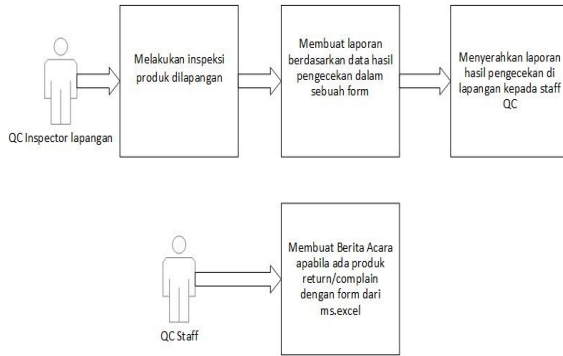 QC Inspector lapangan
Melakukan inspeksi
produk dilapangan
Membuat laporan
berdasarkan data hasil
pengecekan dalam
sebuah form
Menyerahkan laporan
hasil pengecekan di
lapangan kepada staff
QC
QC Staff
Membuat Berita Acara
apabila ada produk
return/complain
dengan form dari
ms.excel